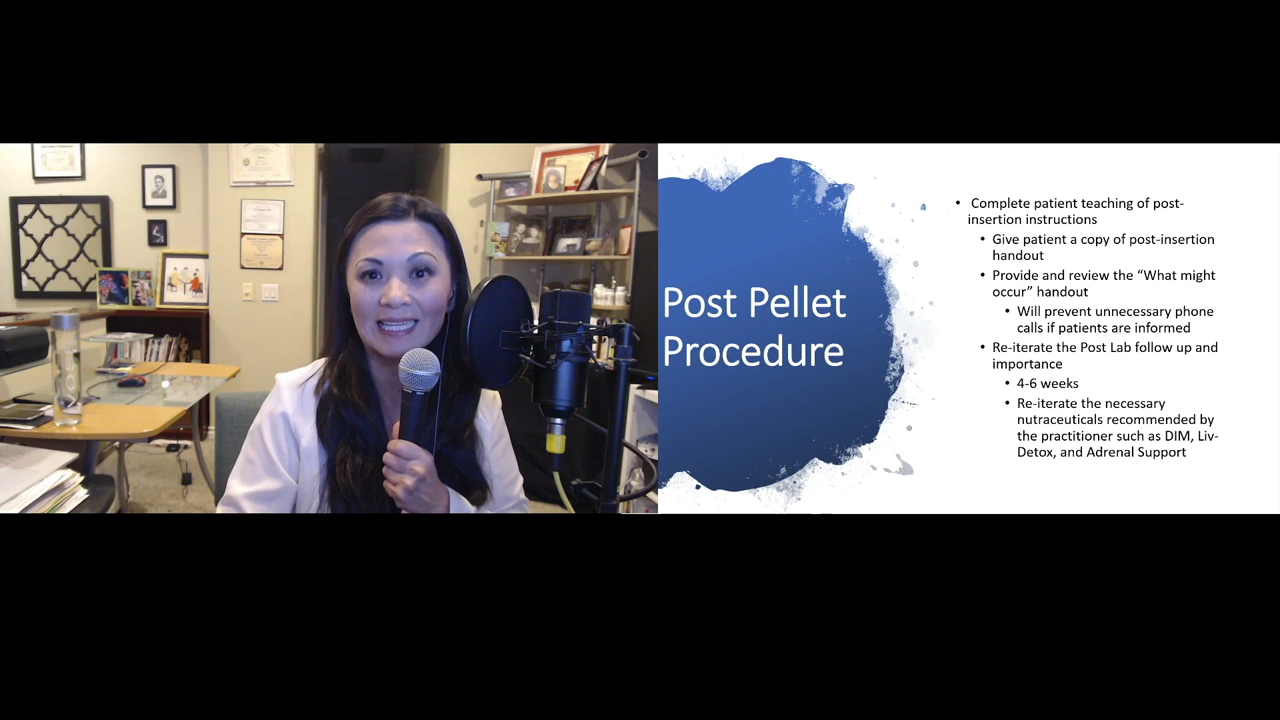 Post Pellet
Procedure
• Complete patient teaching of post-
insertion instructions
• Give patient a copy of post-insertion
handout
• Provide and review the “What might
occur” handout
• Will prevent unnecessary phone
calls if patients are informed
• Re-iterate the Post Lab follow up and
importance
• 4-6 weeks
• Re-iterate the necessary
nutraceuticals recommended by
the practitioner such as DIM, Liv-
Detox, and Adrenal Support